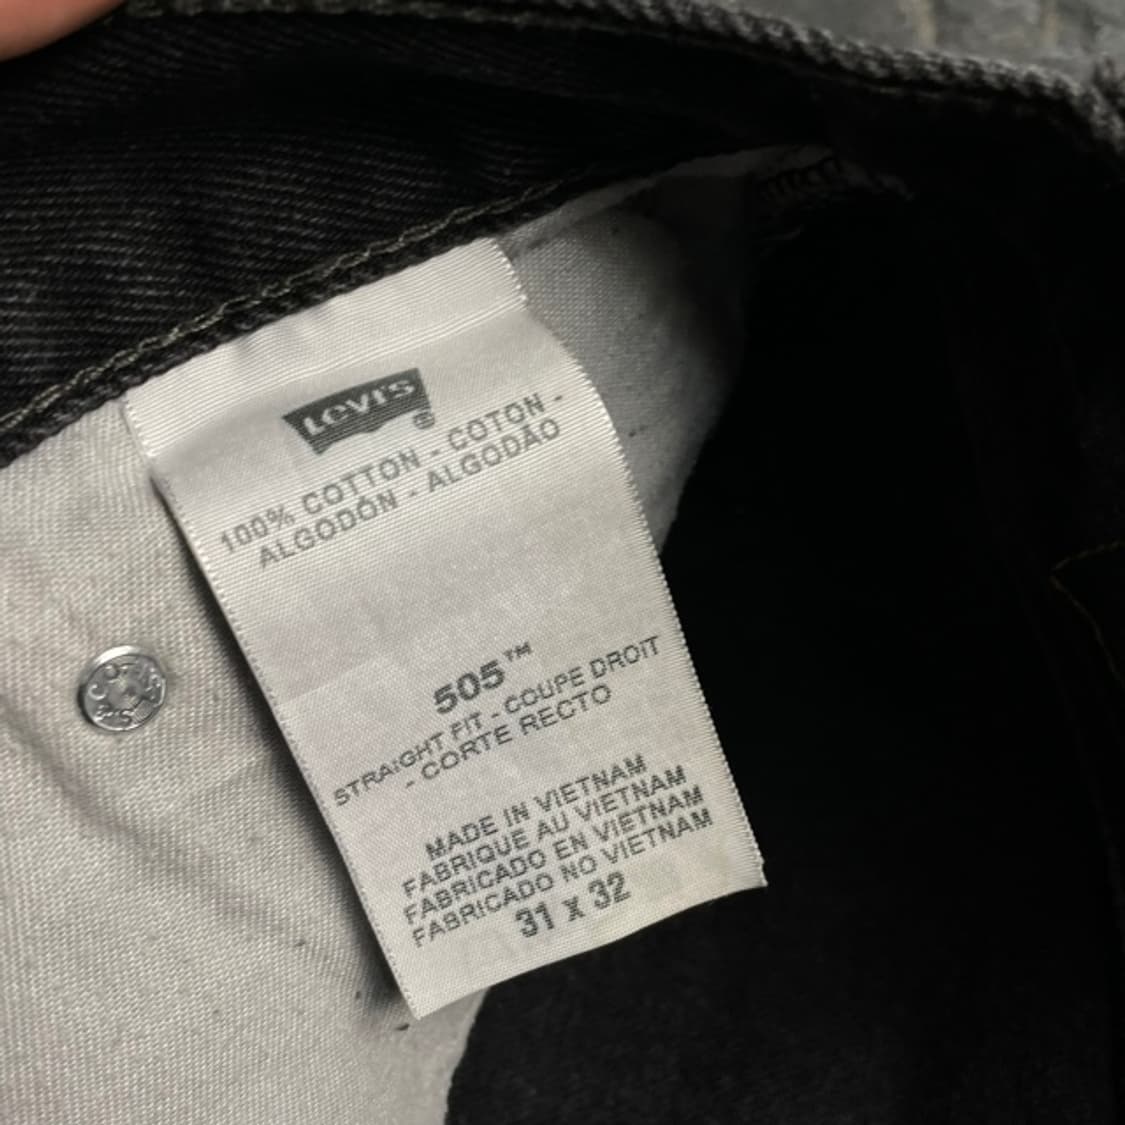 LEVI'S
®
100% COTTON - COTON -
ALGODÓN - ALGODÃO
505™
STRAIGHT FIT - COUPE DROIT
- CORTE RECTO
MADE IN VIETNAM
FABRIQUE AU VIETNAM
FABRICADO EN VIETNAM
FABRICADO NO VIETNAM
31 x 32